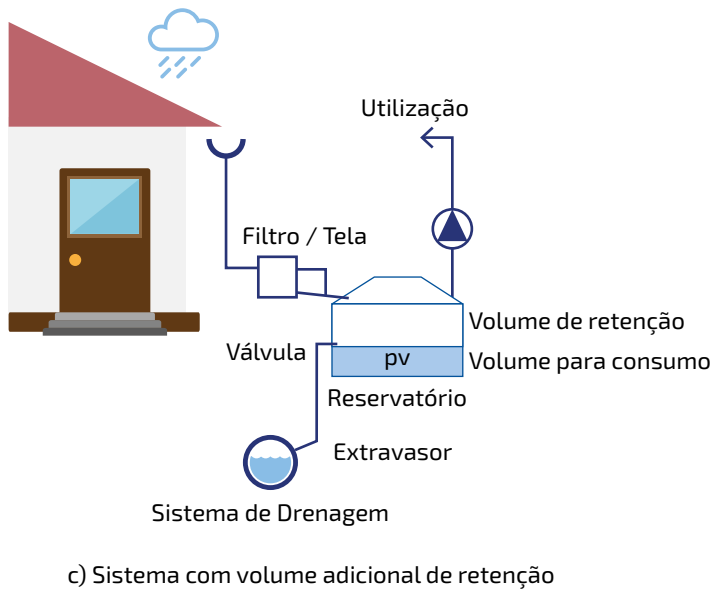 Utilização
Filtro / Tela
Volume de retenção
Válvula
pv
Volume para consumo
Reservatório
Extravasor
Sistema de Drenagem
c) Sistema com volume adicional de retenção